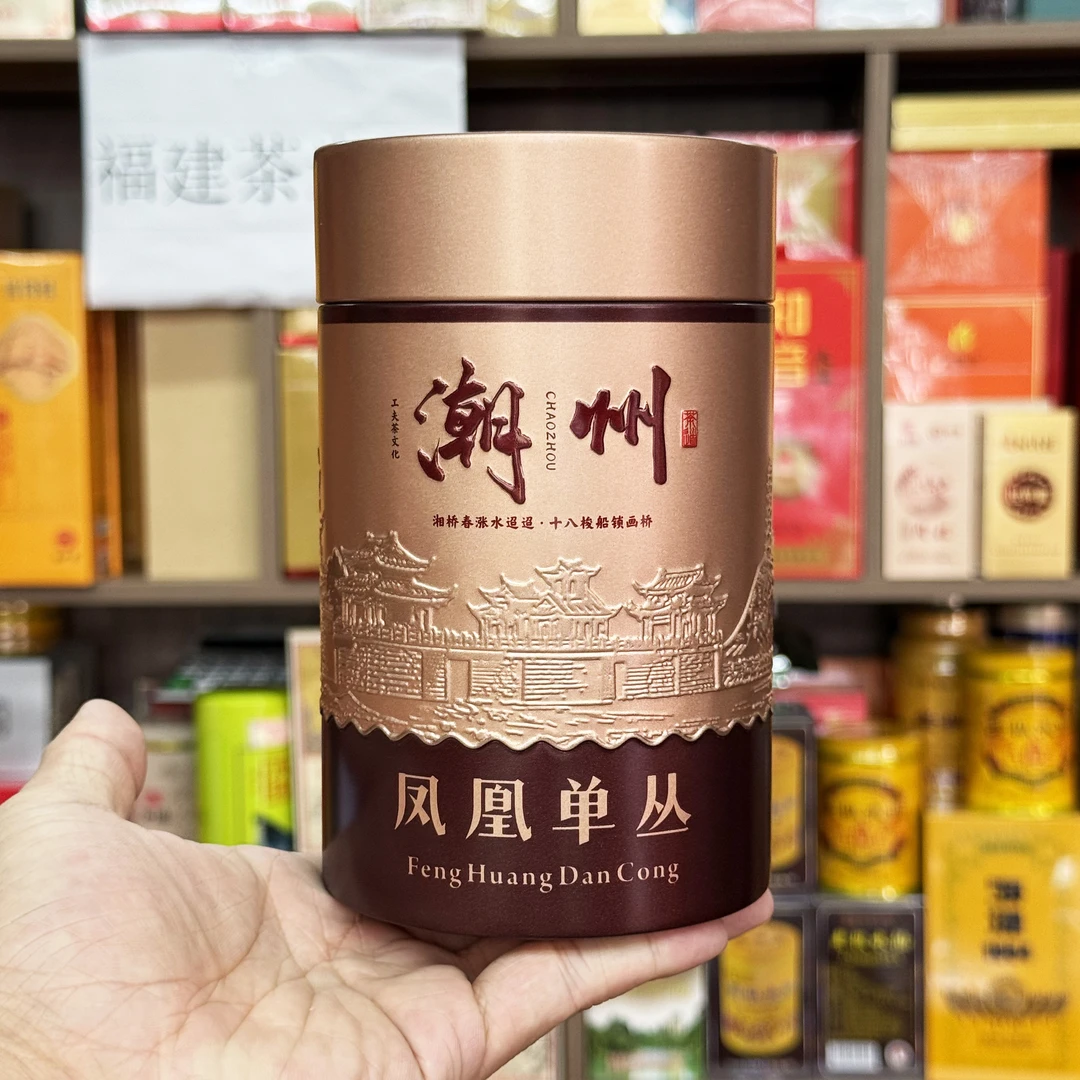 福建茶
工夫茶文化
潮州
CHAOZHOU
湘桥春涨水迢迢·十八梭船锁画桥
凤凰单丛
Feng Huang Dan Cong